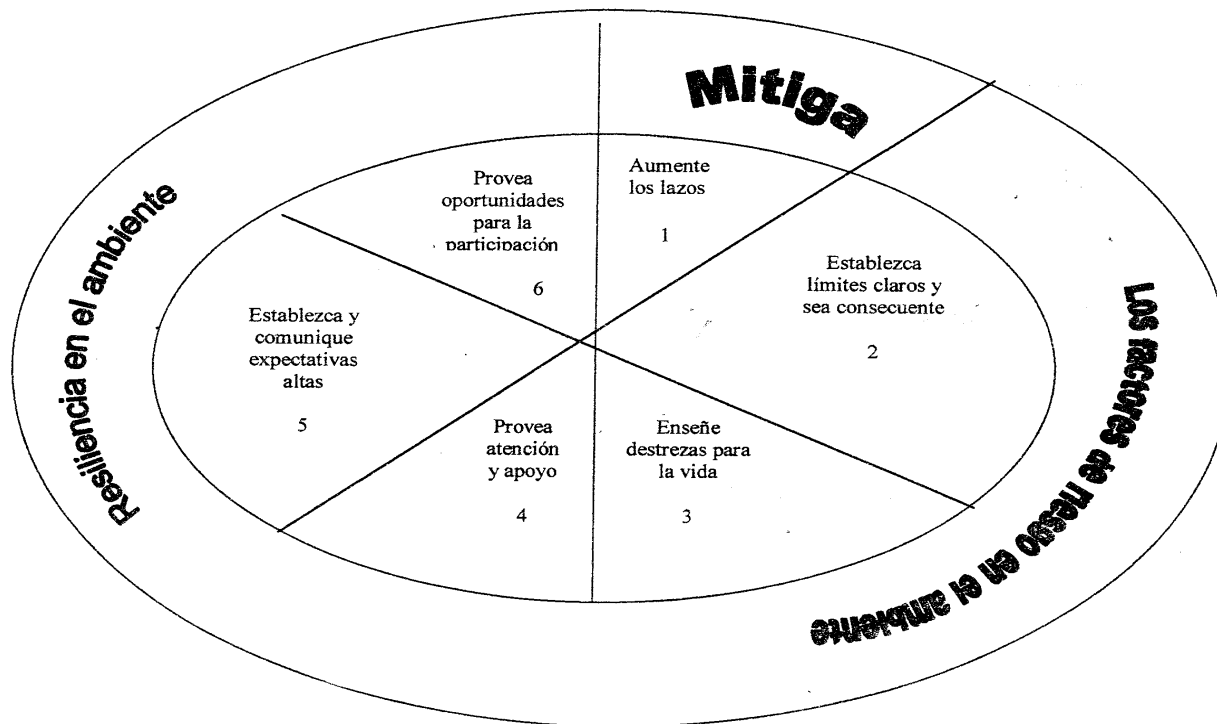 Mitiga
Resiliencia en el ambiente
Los factores de riesgo en el ambiente
Aumente
los lazos
1
Establezca
límites claros y
sea consecuente
2
Enseñe
destrezas para
la vida
3
Provea
atención
y apoyo
4
Establezca y
comunique
expectativas
altas
5
Provea
oportunidades
para la
participación
6